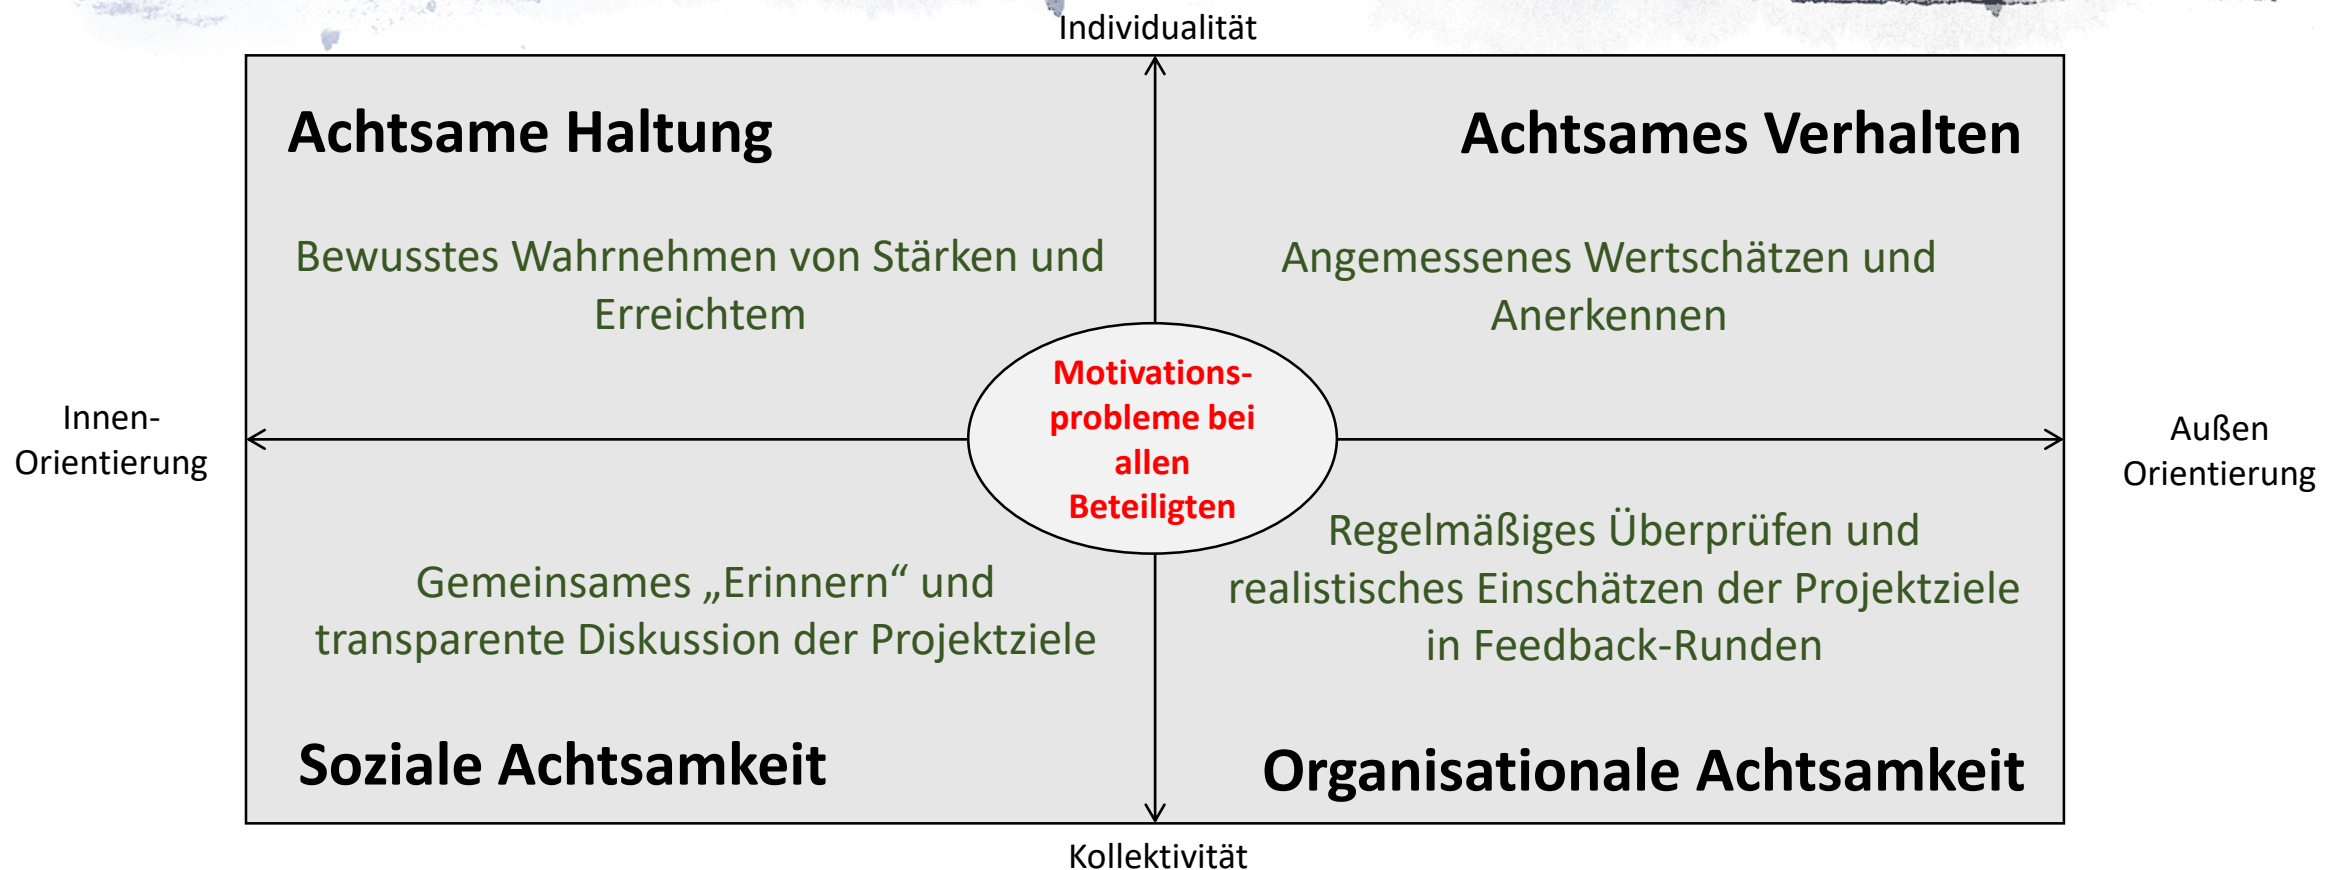 Individualität
Achtsame Haltung
Achtsames Verhalten
Bewusstes Wahrnehmen von Stärken und
Erreichtem
Angemessenes Wertschätzen und
Anerkennen
Innen-
Orientierung
Motivations-
probleme bei
allen
Beteiligten
Außen
Orientierung
Gemeinsames „Erinnern“ und
transparente Diskussion der Projektziele
Regelmäßiges Überprüfen und
realistisches Einschätzen der Projektziele
in Feedback-Runden
Soziale Achtsamkeit
Organisationale Achtsamkeit
Kollektivität